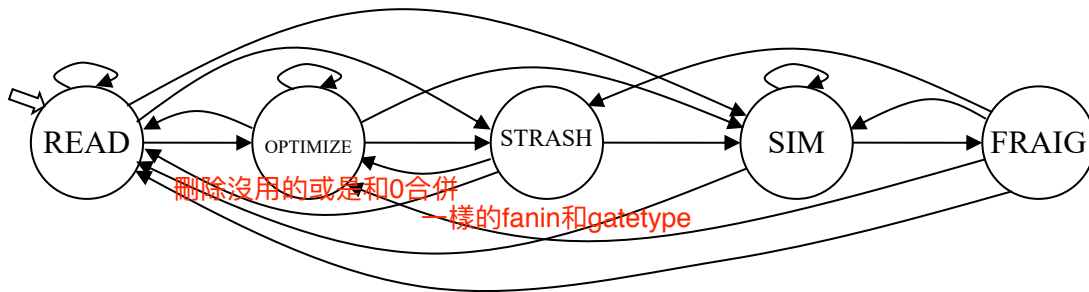 READ
OPTIMIZE
STRASH
SIM
FRAIG
刪除沒用的或是和0合併
一樣的fanin和gatetype